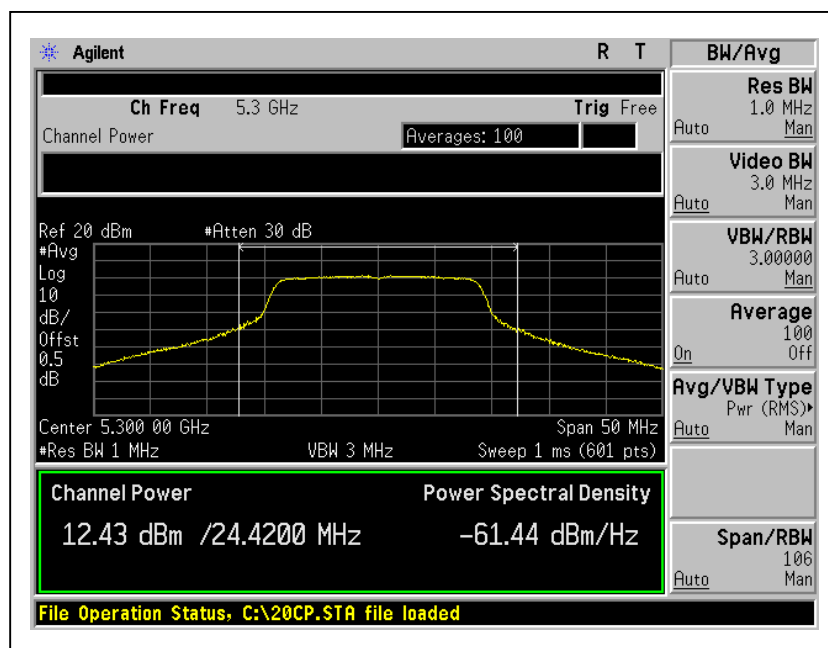 Agilent R T
Ch Freq 5.3 GHz Trig Free
Channel Power Averages: 100
Ref 20 dBm #Atten 30 dB
#Avg
Log
10
dB/
Offst
0.5
dB
Center 5.300 00 GHz Span 50 MHz
#Res BW 1 MHz VBW 3 MHz Sweep 1 ms (601 pts)
Channel Power Power Spectral Density
12.43 dBm /24.4200 MHz -61.44 dBm/Hz
File Operation Status, C:\20CP.STA file loaded
BW/Avg
Res BW
1.0 MHz
Auto Man
Video BW
3.0 MHz
Auto Man
VBW/RBW
3.00000
Auto Man
Average
100
On Off
Avg/VBW Type
Pwr (RMS)▸
Auto Man
Span/RBW
106
Auto Man